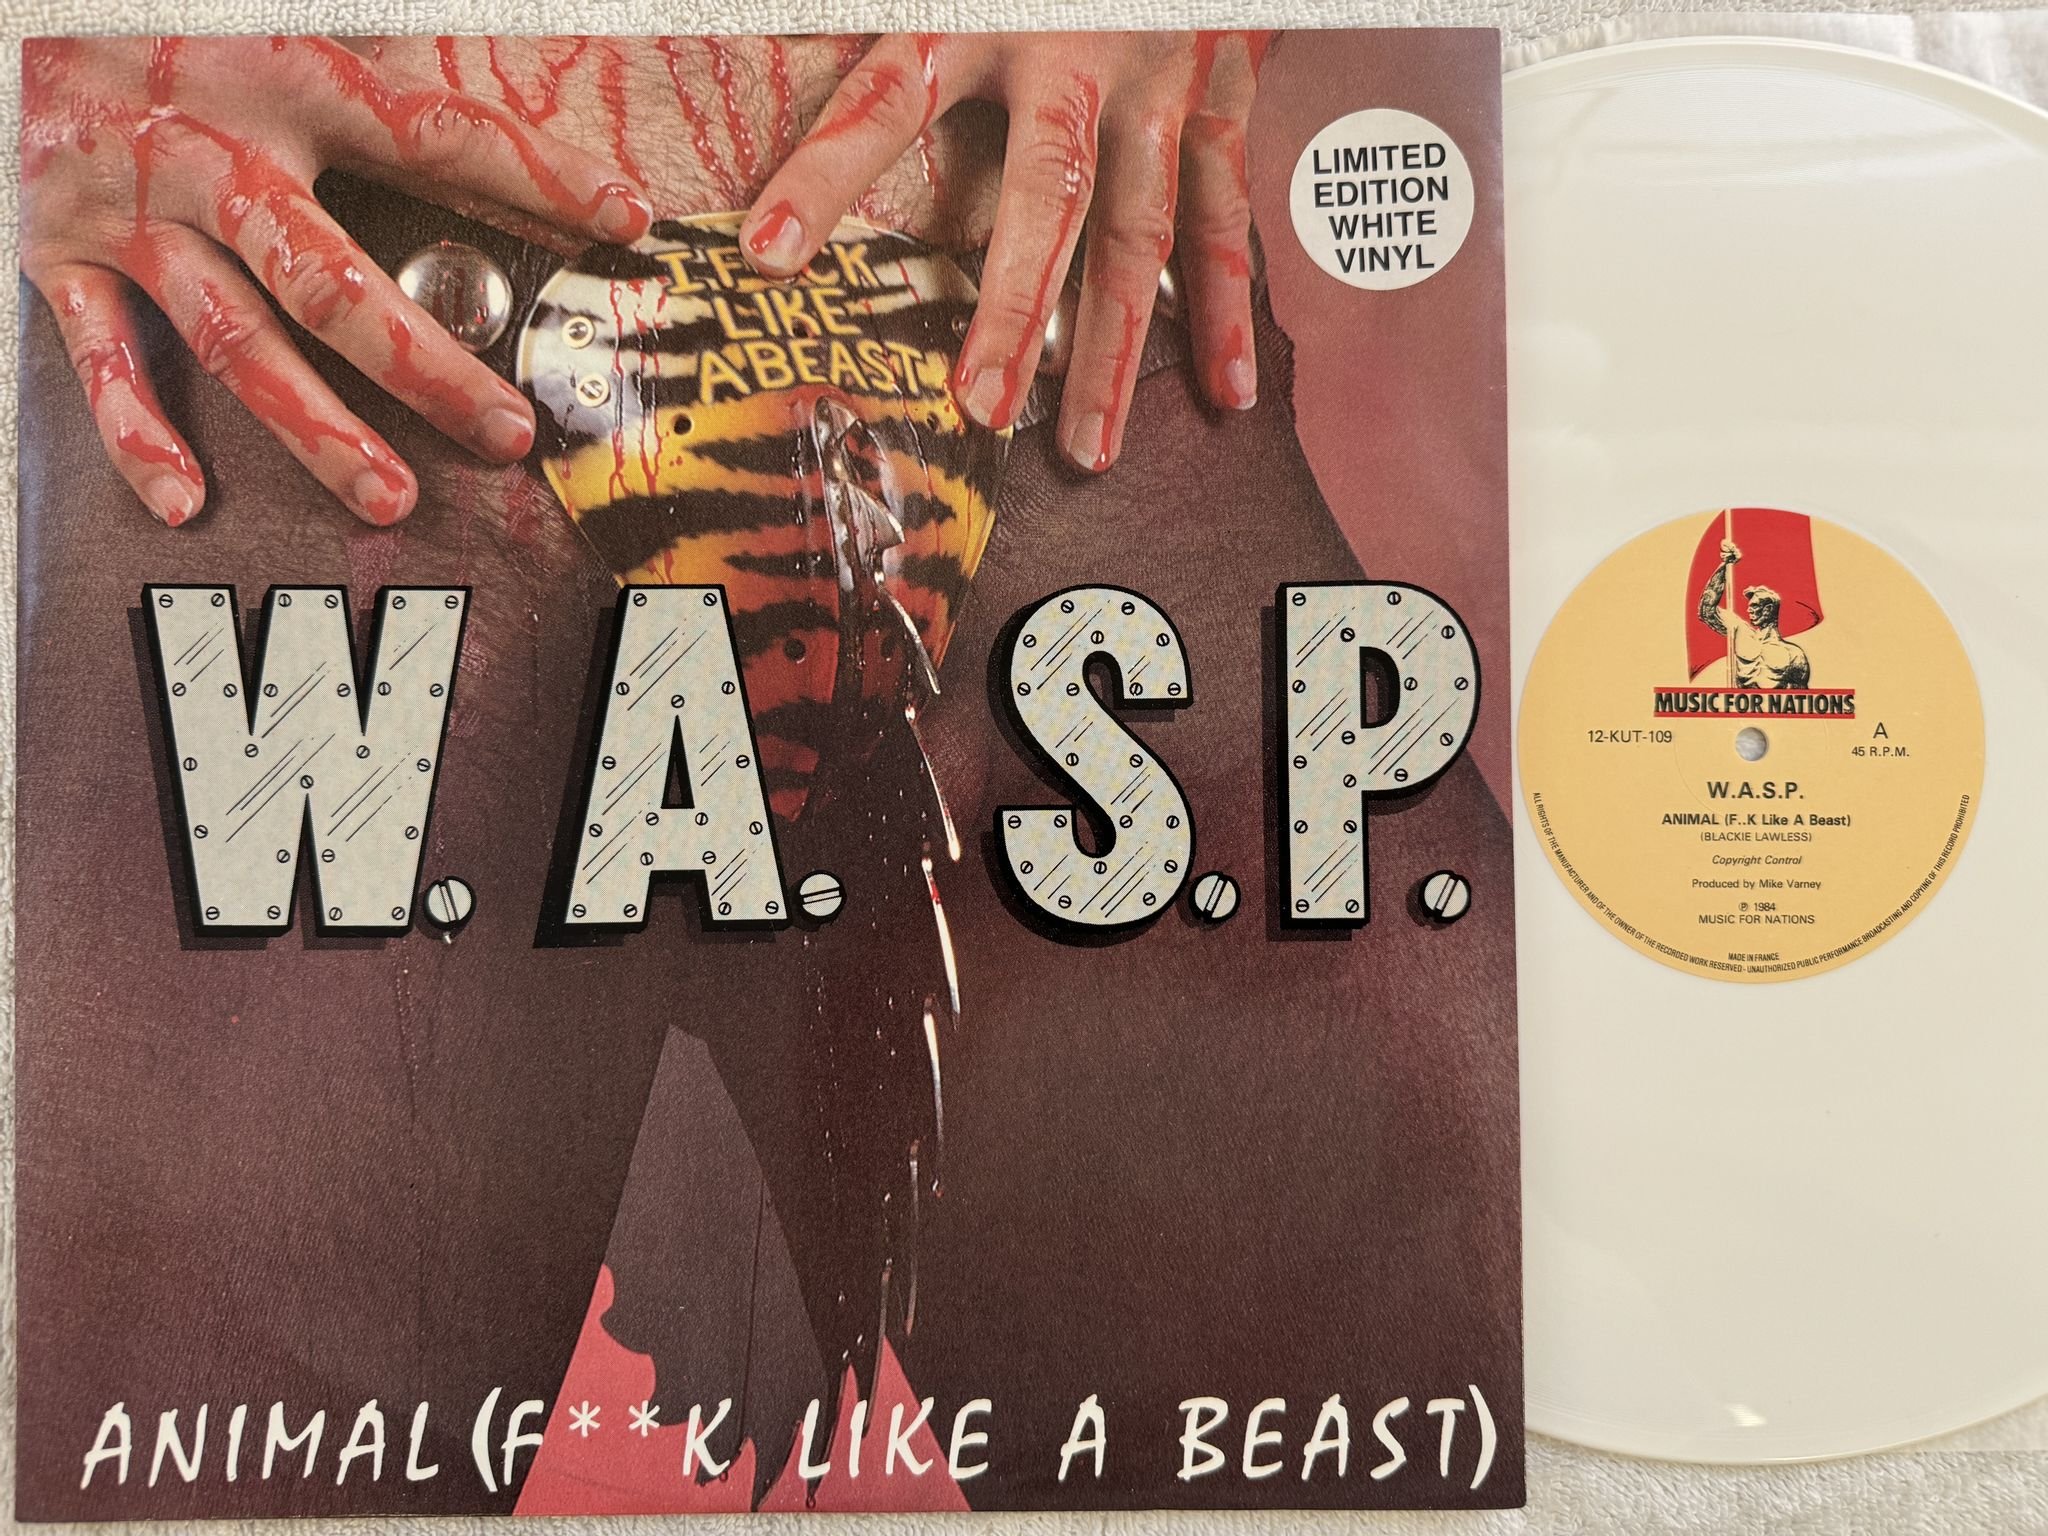 I F CK
LIKE
A BEAST
LIMITED
EDITION
WHITE
VINYL
W.A.S.P.
ANIMAL (F**K LIKE A BEAST)
MUSIC FOR NATIONS
12-KUT-109
A
45 R.P.M.
W.A.S.P.
ANIMAL (F..K Like A Beast)
(BLACKIE LAWLESS)
Copyright Control
Produced by Mike Varney
℗ 1984
MUSIC FOR NATIONS
MADE IN FRANCE
ALL RIGHTS OF THE MANUFACTURER AND OF THE OWNER OF THE RECORDED WORK RESERVED - UNAUTHORIZED PUBLIC PERFORMANCE BROADCASTING AND COPYING OF THIS RECORD PROHIBITED